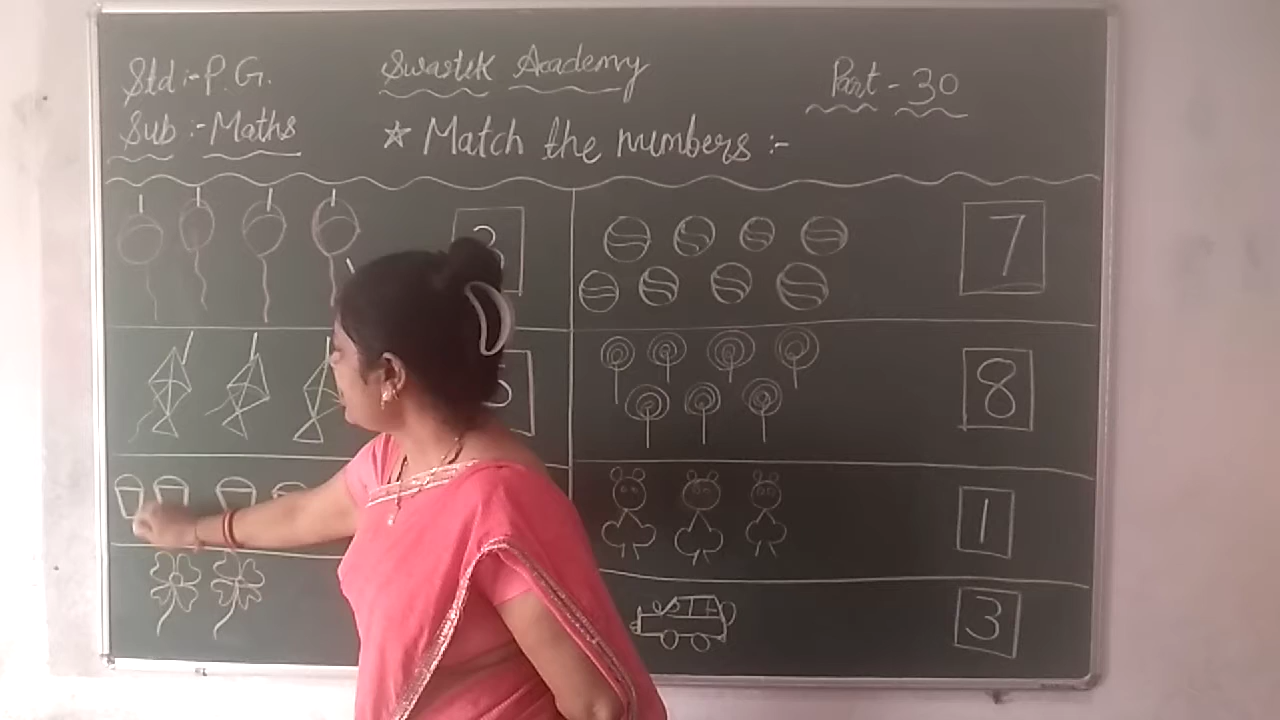 Std :- P.G.
Swastik Academy
Part - 30
Sub :- Maths
☆ Match the numbers :-
7
8
1
3